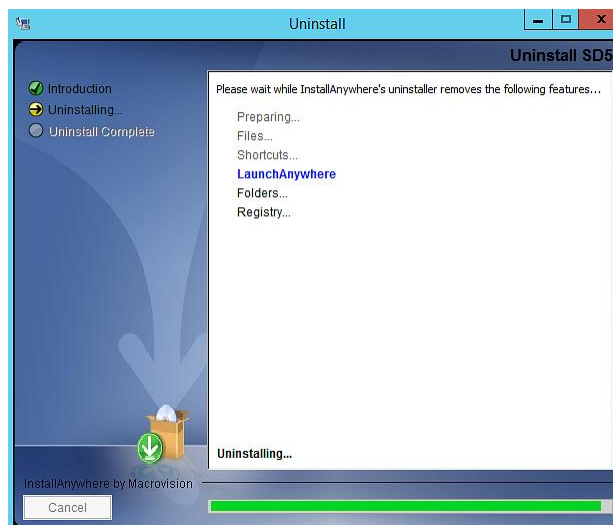 Uninstall
x
Uninstall SD5
Introduction
Uninstalling...
Uninstall Complete
Please wait while InstallAnywhere's uninstaller removes the following features...
Preparing...
Files...
Shortcuts...
LaunchAnywhere
Folders...
Registry...
Uninstalling...
InstallAnywhere by Macrovision
Cancel